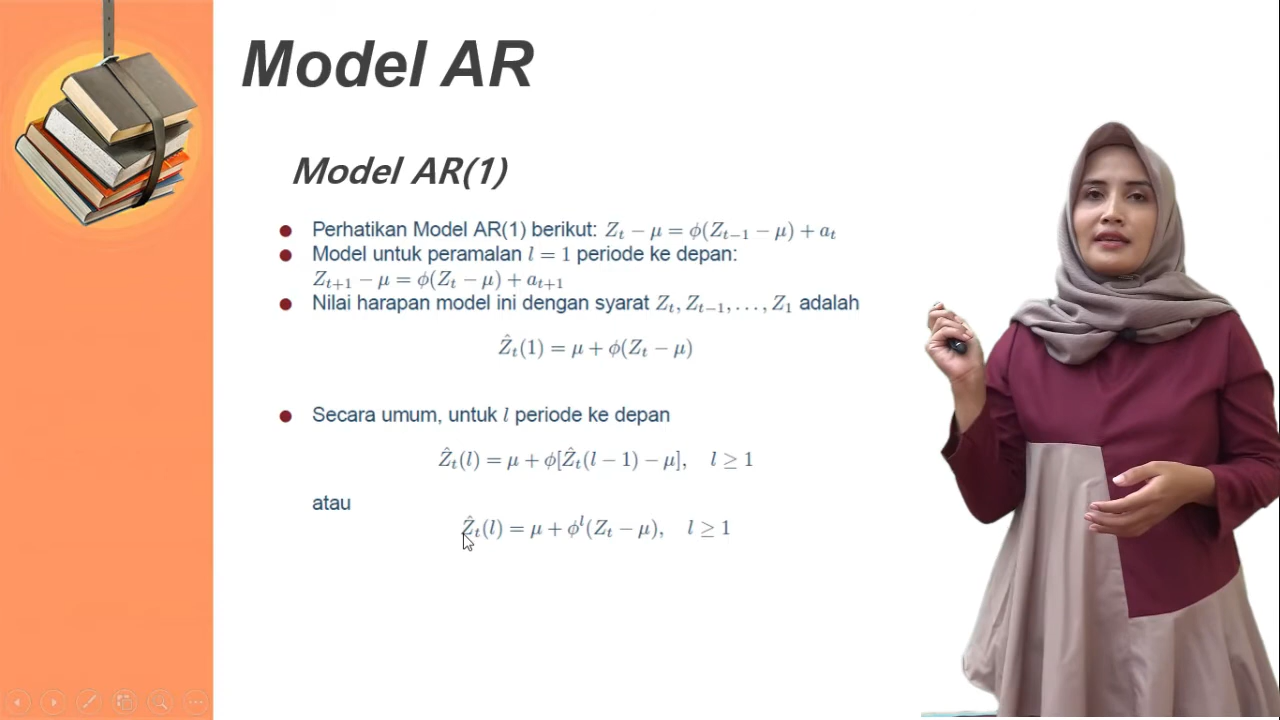 Model AR
Model AR(1)
● Perhatikan Model AR(1) berikut: Z_t − μ = ϕ(Z_{t−1} − μ) + a_t
● Model untuk peramalan l = 1 periode ke depan:
Z_{t+1} − μ = ϕ(Z_t − μ) + a_{t+1}
● Nilai harapan model ini dengan syarat Z_t, Z_{t−1}, . . . , Z_1 adalah
Ẑ_t(1) = μ + ϕ(Z_t − μ)
● Secara umum, untuk l periode ke depan
Ẑ_t(l) = μ + ϕ[Ẑ_t(l − 1) − μ], l ≥ 1
atau
Ẑ_t(l) = μ + ϕ^l(Z_t − μ), l ≥ 1